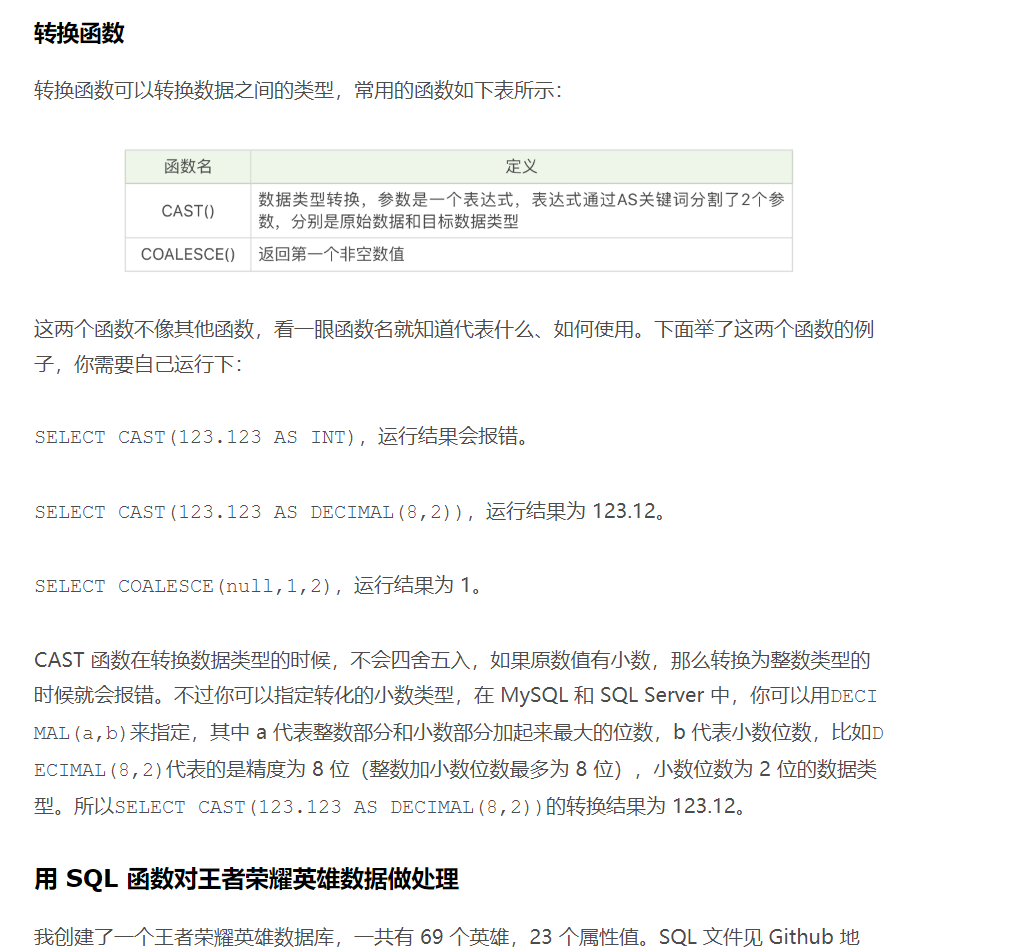 转换函数
转换函数可以转换数据之间的类型，常用的函数如下表所示：
函数名 定义
CAST() 数据类型转换，参数是一个表达式，表达式通过AS关键词分割了2个参
数，分别是原始数据和目标数据类型
COALESCE() 返回第一个非空数值
这两个函数不像其他函数，看一眼函数名就知道代表什么、如何使用。下面举了这两个函数的例
子，你需要自己运行下：
SELECT CAST(123.123 AS INT)，运行结果会报错。
SELECT CAST(123.123 AS DECIMAL(8,2))，运行结果为 123.12。
SELECT COALESCE(null,1,2)，运行结果为 1。
CAST 函数在转换数据类型的时候，不会四舍五入，如果原数值有小数，那么转换为整数类型的
时候就会报错。不过你可以指定转化的小数类型，在 MySQL 和 SQL Server 中，你可以用DECI
MAL(a,b)来指定，其中 a 代表整数部分和小数部分加起来最大的位数，b 代表小数位数，比如D
ECIMAL(8,2)代表的是精度为 8 位（整数加小数位数最多为 8 位），小数位数为 2 位的数据类
型。所以SELECT CAST(123.123 AS DECIMAL(8,2))的转换结果为 123.12。
用 SQL 函数对王者荣耀英雄数据做处理
我创建了一个王者荣耀英雄数据库，一共有 69 个英雄，23 个属性值。SQL 文件见 Github 地